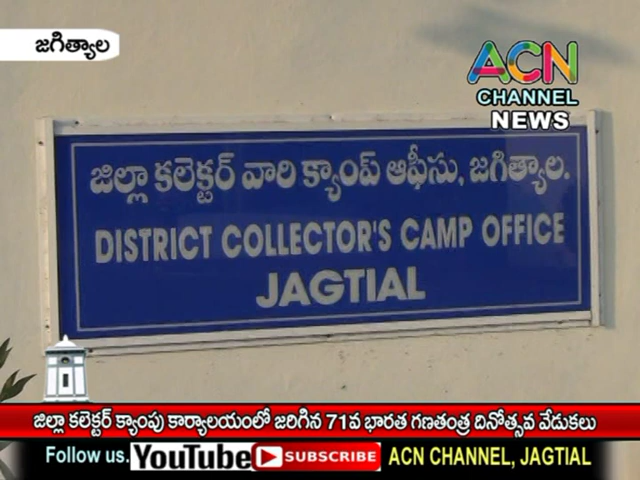 జగిత్యాల
ACN
CHANNEL
NEWS
జిల్లా కలెక్టర్ వారి క్యాంప్ ఆఫీసు, జగిత్యాల.
DISTRICT COLLECTOR'S CAMP OFFICE
JAGTIAL
జిల్లా కలెక్టర్ క్యాంపు కార్యాలయంలో జరిగిన 71వ భారత గణతంత్ర దినోత్సవ వేడుకలు
Follow us. YouTube SUBSCRIBE ACN CHANNEL, JAGTIAL